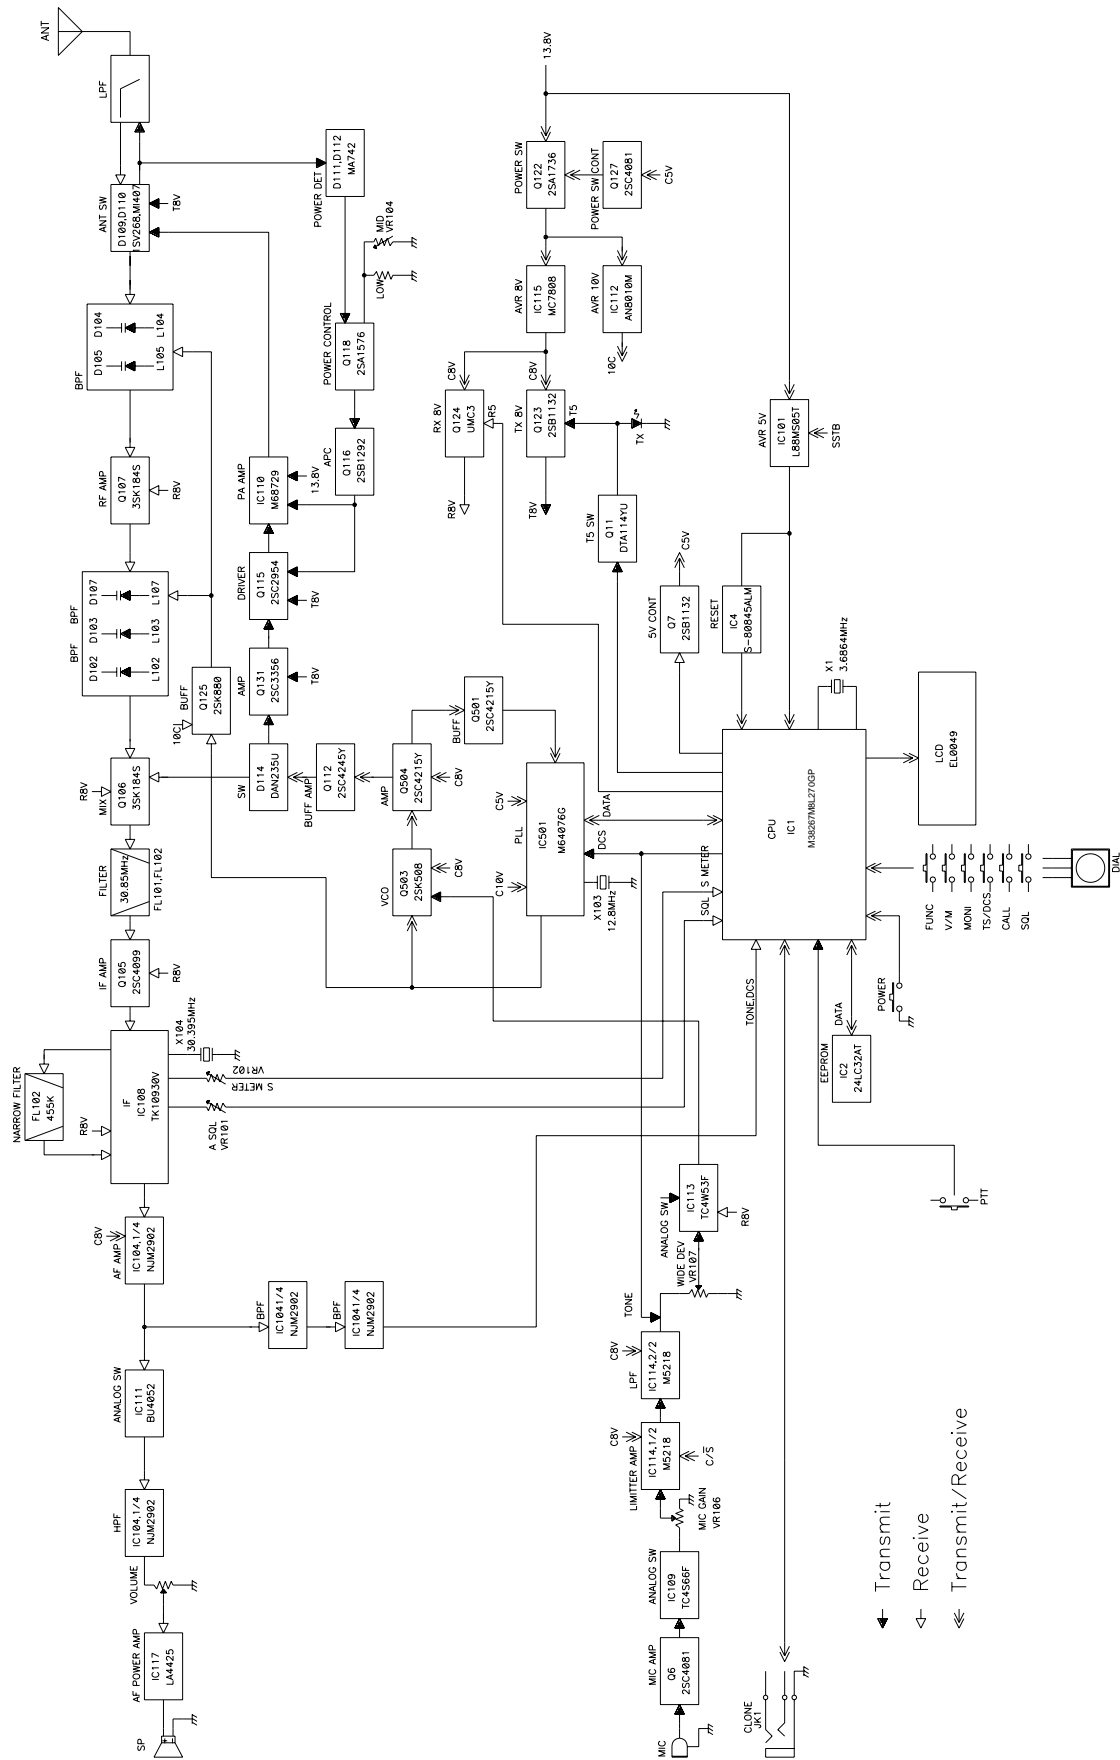 ANT
LPF
ANT SW
D109,D110
1SV268,MI407
T8V
BPF
D104
D105
L104
L105
RF AMP
Q107
3SK184S
R8V
BPF
BPF
D107
D103
D102
L107
L103
L102
MIX
Q106
3SK184S
R8V
FILTER
30.85MHz
FL101,FL102
IF AMP
Q105
2SC4099
R8V
NARROW FILTER
FL102
455K
R8V
IF
IC108
TK10930V
X104
30.395MHz
S METER
VR102
A SQL
VR101
C8V
AF AMP
IC104,1/4
NJM2902
BPF
IC1041/4
NJM2902
BPF
IC1041/4
NJM2902
ANALOG SW
IC111
BU4052
HPF
IC104,1/4
NJM2902
VOLUME
AF POWER AMP
IC117
LA4425
SP
POWER DET
D111,D112
MA742
MID
VR104
LOW
POWER CONTROL
Q118
2SA1576
APC
Q116
2SB1292
PA AMP
IC110
M68729
13.8V
DRIVER
Q115
2SC2954
T8V
AMP
Q131
2SC3356
T8V
10C
BUFF
Q125
2SK880
SW
D114
DAN235U
BUFF AMP
Q112
2SC4245Y
AMP
Q504
2SC4215Y
C8V
BUFF
Q501
2SC4215Y
VCO
Q503
2SK508
C8V
PLL
IC501
M64076G
C5V
C10V
DATA
DCS
X103
12.8MHz
13.8V
POWER SW
Q122
2SA1736
POWER SW CONT
Q127
2SC4081
C5V
AVR 8V
IC115
MC7808
AVR 10V
IC112
AN8010M
10C
C8V
C8V
RX 8V
Q124
UMC3
R5
R8V
TX 8V
Q123
2SB1132
T5
T8V
TX
T5 SW
Q11
DTA114YU
AVR 5V
IC101
L88MS05T
SSTB
5V CONT
Q7
2SB1132
C5V
RESET
IC4
S-80845ALM
X1
3.6864MHz
CPU
IC1
M38267M8L270GP
S METER
SQL
LCD
EL0049
FUNC
V/M
MONI
TS/DCS
CALL
SQL
DIAL
POWER
TONE,DCS
DATA
EEPROM
IC2
24LC32AT
PTT
ANALOG SW
IC113
TC4W53F
R8V
WIDE DEV
VR107
TONE
C8V
LPF
IC114,2/2
M5218
C8V
LIMITTER AMP
IC114,1/2
M5218
C/S
MIC GAIN
VR106
ANALOG SW
IC109
TC4S66F
MIC AMP
Q6
2SC4081
MIC
CLONE
JK1
Transmit
Receive
Transmit/Receive